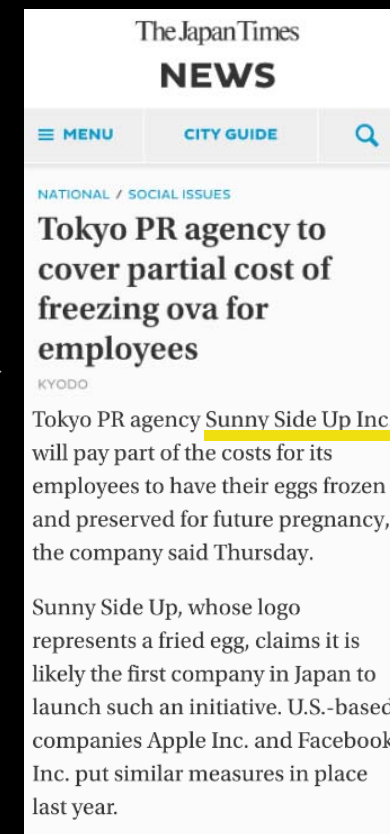 The Japan Times
NEWS
MENU
CITY GUIDE
NATIONAL / SOCIAL ISSUES
Tokyo PR agency to
cover partial cost of
freezing ova for
employees
KYODO
Tokyo PR agency Sunny Side Up Inc
will pay part of the costs for its
employees to have their eggs frozen
and preserved for future pregnancy,
the company said Thursday.
Sunny Side Up, whose logo
represents a fried egg, claims it is
likely the first company in Japan to
launch such an initiative. U.S.-based
companies Apple Inc. and Facebook
Inc. put similar measures in place
last year.